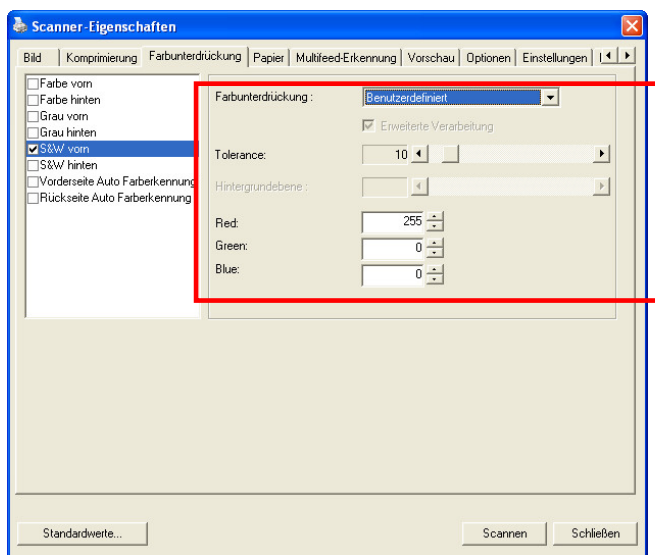 Scanner-Eigenschaften
Bild Komprimierung Farbunterdrückung Papier Multifeed-Erkennung Vorschau Optionen Einstellungen
Farbe vorn
Farbe hinten
Grau vorn
Grau hinten
S&W vorn
S&W hinten
Vorderseite Auto Farberkennung
Rückseite Auto Farberkennung
Farbunterdrückung : Benutzerdefiniert
Erweiterte Verarbeitung
Tolerance: 10
Hintergrundebene :
Red: 255
Green: 0
Blue: 0
Standardwerte... Scannen Schließen